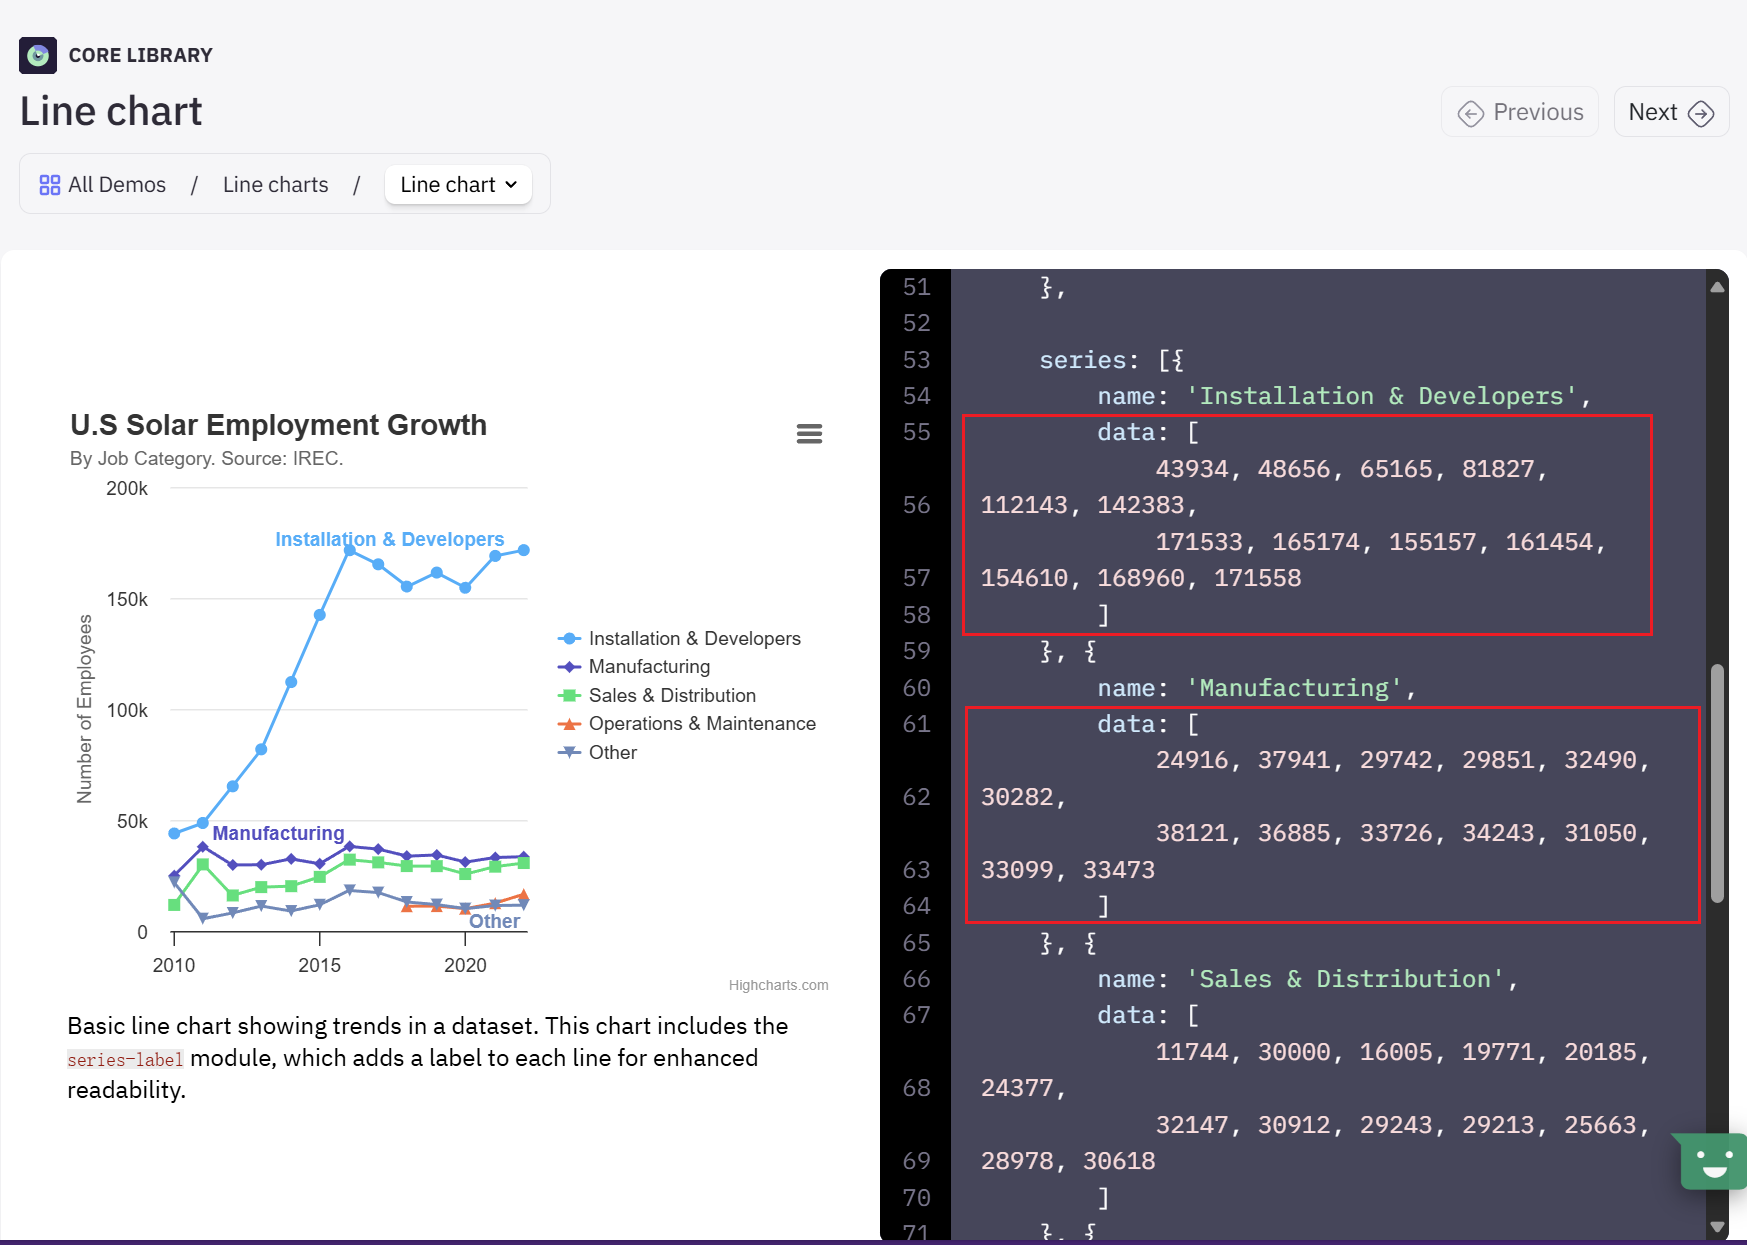 CORE LIBRARY
Line chart
Previous
Next
All Demos / Line charts / Line chart
U.S Solar Employment Growth
By Job Category. Source: IREC.
200k
150k
100k
50k
0
Number of Employees
Installation & Developers
Manufacturing
Other
2010
2015
2020
Installation & Developers
Manufacturing
Sales & Distribution
Operations & Maintenance
Other
Highcharts.com
Basic line chart showing trends in a dataset. This chart includes the
series-label module, which adds a label to each line for enhanced
readability.
51 },
52
53 series: [{
54 name: 'Installation & Developers',
55 data: [
43934, 48656, 65165, 81827,
56 112143, 142383,
171533, 165174, 155157, 161454,
57 154610, 168960, 171558
58 ]
59 }, {
60 name: 'Manufacturing',
61 data: [
24916, 37941, 29742, 29851, 32490,
62 30282,
38121, 36885, 33726, 34243, 31050,
63 33099, 33473
64 ]
65 }, {
66 name: 'Sales & Distribution',
67 data: [
11744, 30000, 16005, 19771, 20185,
68 24377,
32147, 30912, 29243, 29213, 25663,
69 28978, 30618
70 ]
71 }, {